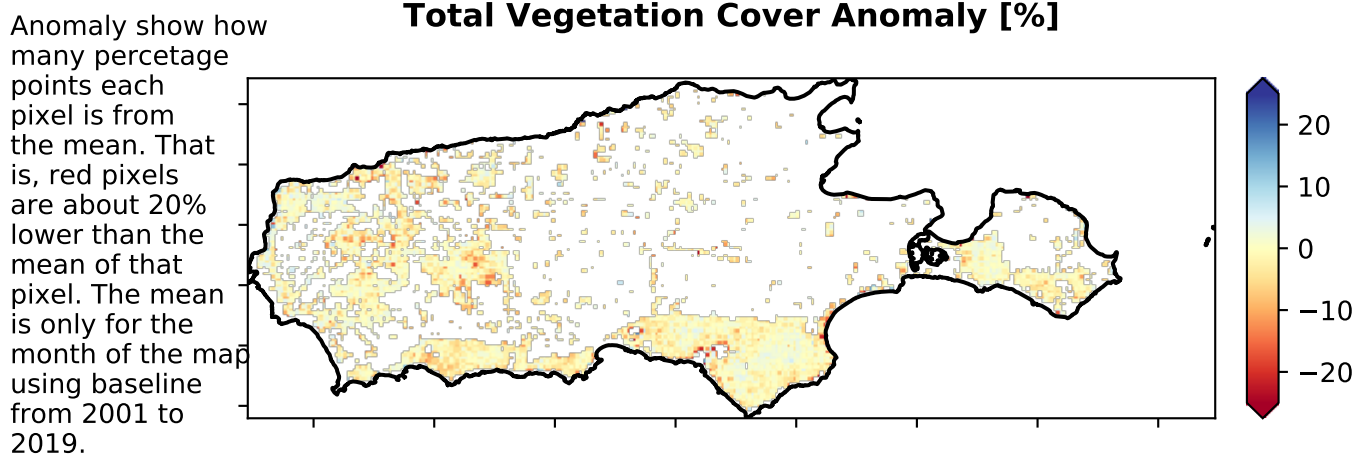 Total Vegetation Cover Anomaly [%]
Anomaly show how
many percetage
points each
pixel is from
the mean. That
is, red pixels
are about 20%
lower than the
mean of that
pixel. The mean
is only for the
month of the map
using baseline
from 2001 to
2019.
20
10
0
−10
−20